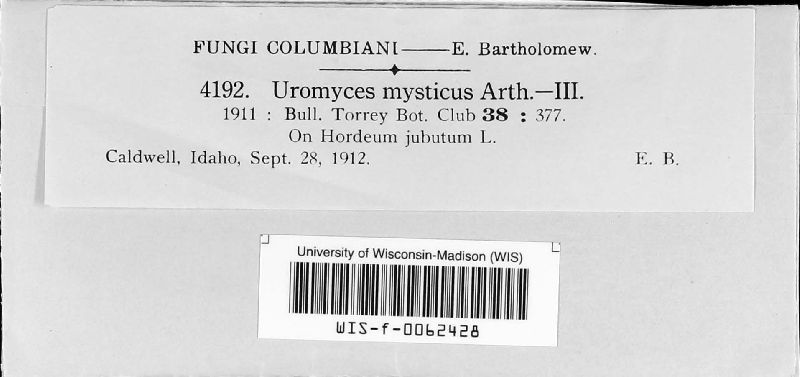 FUNGI COLUMBIANI——E. Bartholomew.
4192. Uromyces mysticus Arth.—III.
1911 : Bull. Torrey Bot. Club 38 : 377.
On Hordeum jubutum L.
Caldwell, Idaho, Sept. 28, 1912. E. B.
University of Wisconsin-Madison (WIS)
WIS-f-0062428